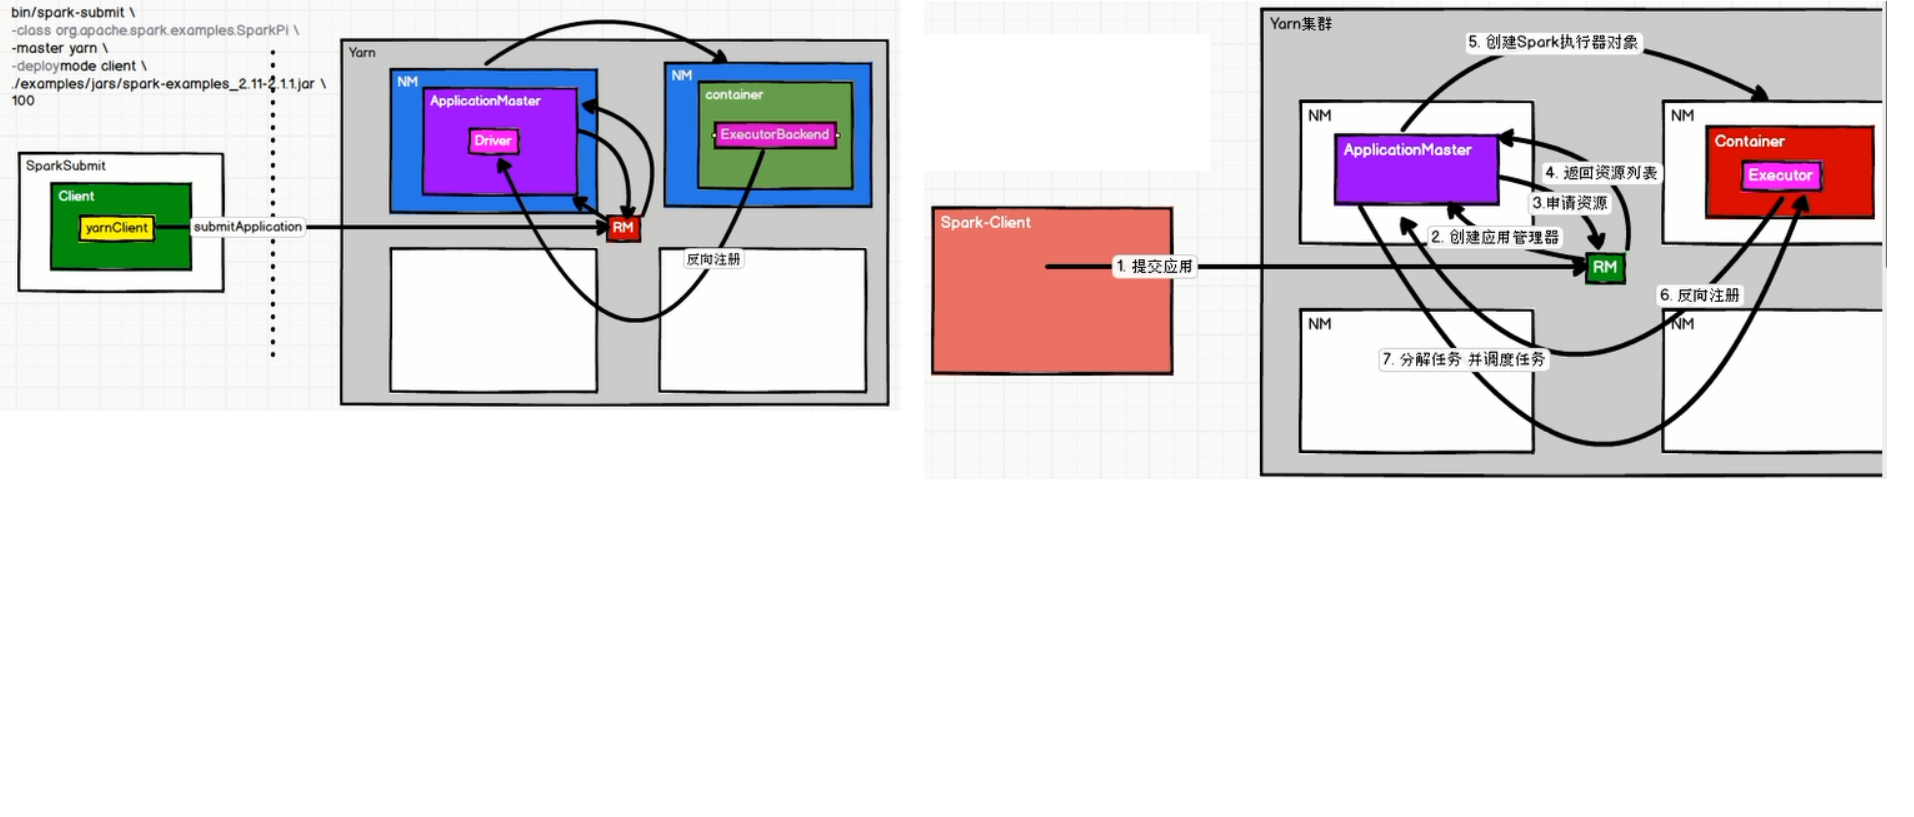 bin/spark-submit \
-class org.apache.spark.examples.SparkPi \
-master yarn \
-deploymode client \
./examples/jars/spark-examples_2.11-2.1.1.jar \
100
SparkSubmit
Client
yarnClient
submitApplication
Yarn
NM
ApplicationMaster
Driver
NM
container
ExecutorBackend
RM
反向注册
Spark-Client
1. 提交应用
Yarn集群
5. 创建Spark执行器对象
NM
ApplicationMaster
NM
Container
Executor
4. 返回资源列表
3.申请资源
2. 创建应用管理器
RM
6. 反向注册
NM
NM
7. 分解任务 并调度任务